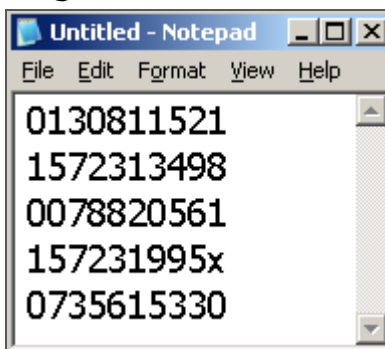 Untitled - Notepad
File Edit Format View Help
0130811521
1572313498
0078820561
157231995x
0735615330